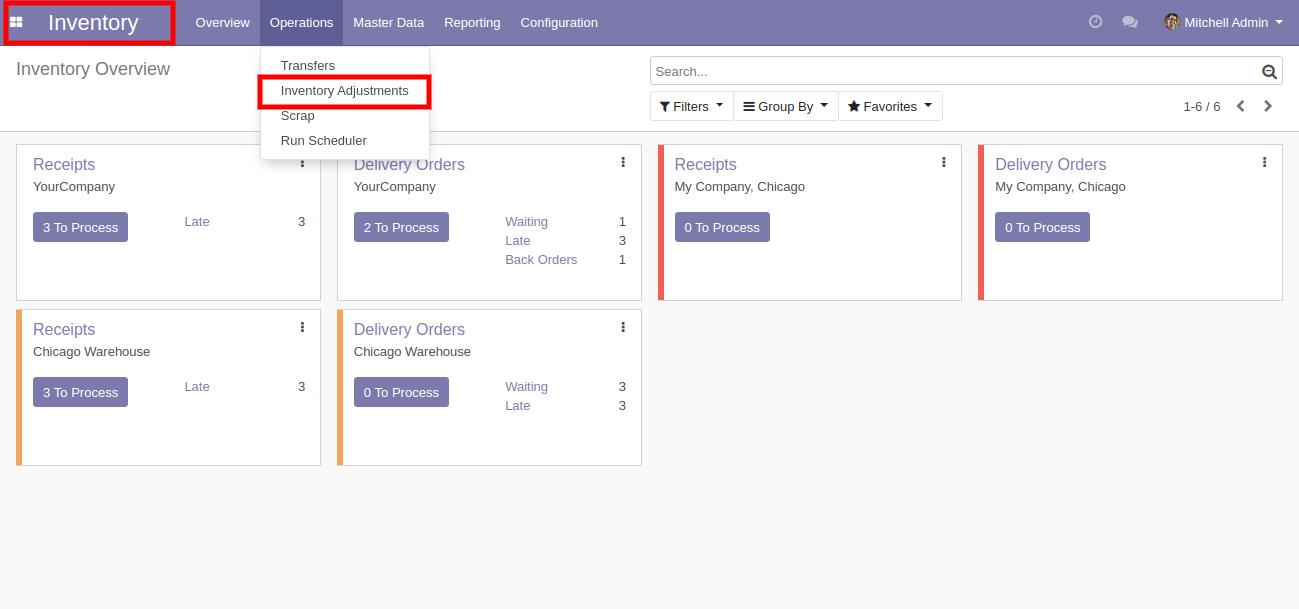 Inventory Overview Operations Master Data Reporting Configuration Mitchell Admin
Transfers
Inventory Adjustments
Scrap
Run Scheduler
Inventory Overview
Search...
Filters Group By Favorites 1-6 / 6
Receipts
YourCompany
3 To Process
Late 3
Delivery Orders
YourCompany
2 To Process
Waiting 1
Late 3
Back Orders 1
Receipts
My Company, Chicago
0 To Process
Delivery Orders
My Company, Chicago
0 To Process
Receipts
Chicago Warehouse
3 To Process
Late 3
Delivery Orders
Chicago Warehouse
0 To Process
Waiting 3
Late 3